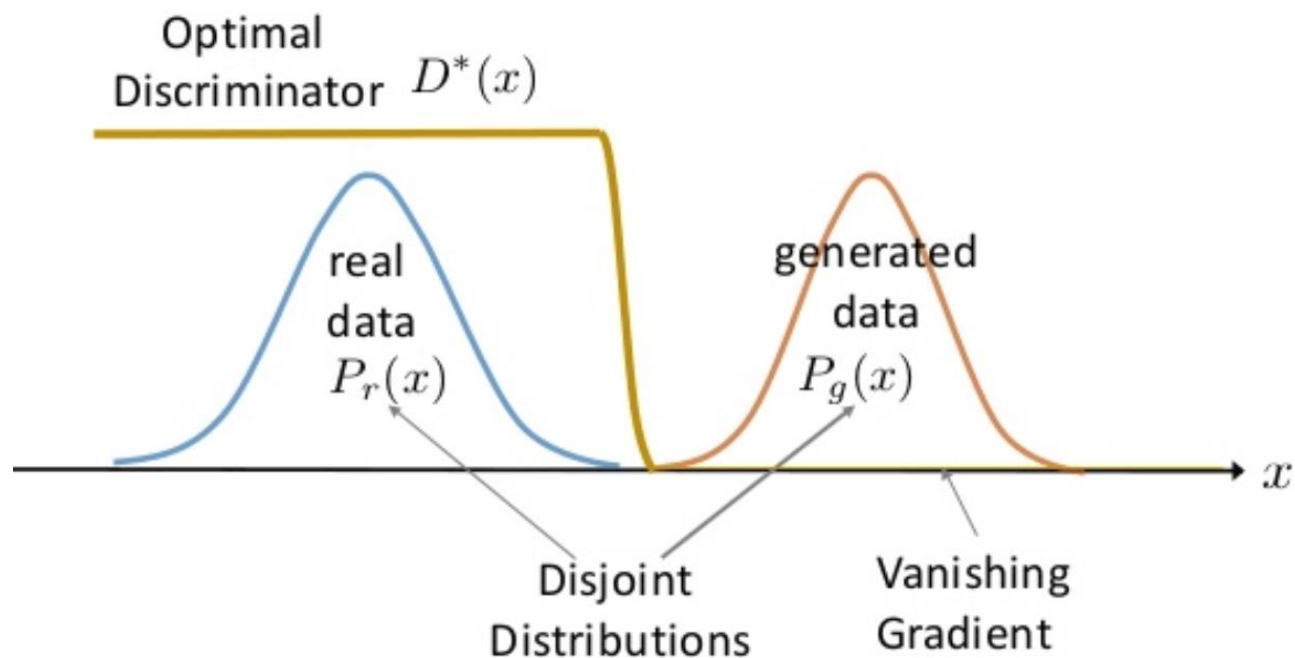 Optimal
Discriminator D*(x)
real
data
P_r(x)
generated
data
P_g(x)
x
Disjoint
Distributions
Vanishing
Gradient